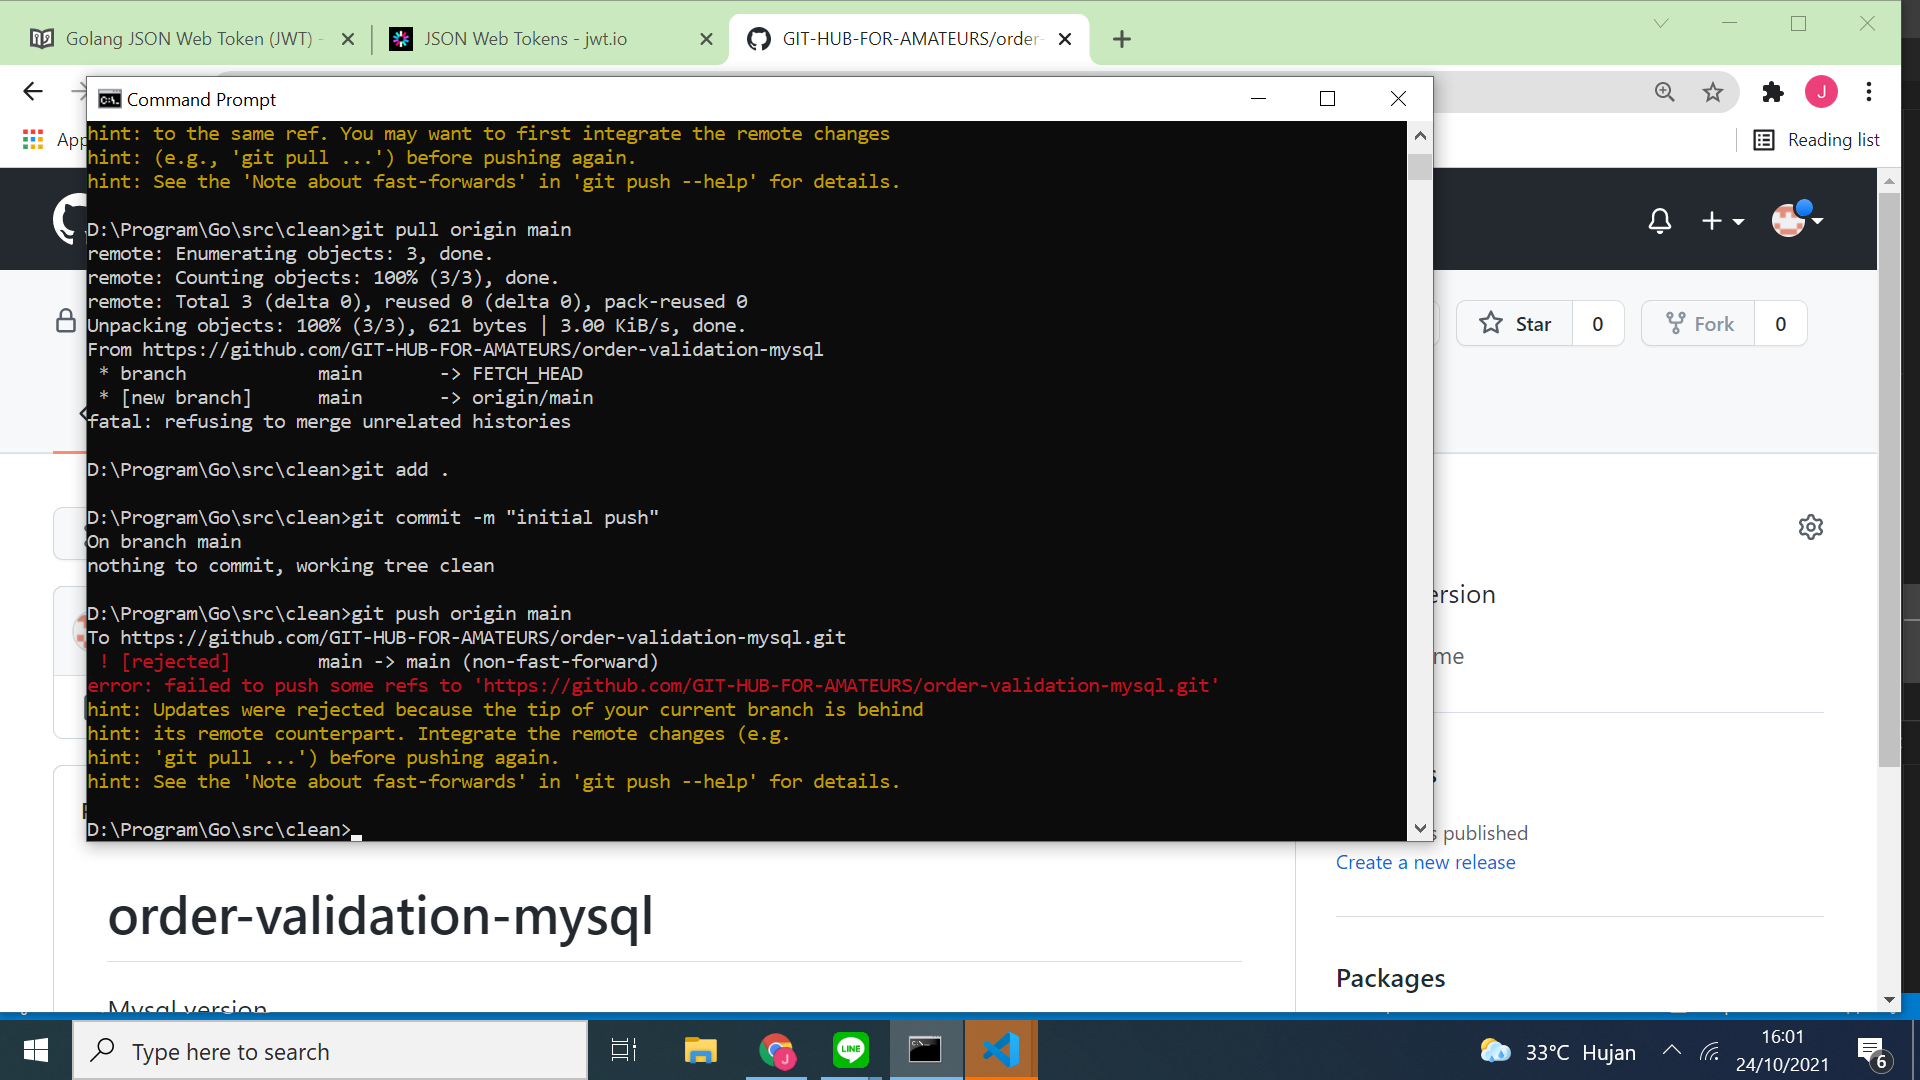 Golang JSON Web Token (JWT) -
JSON Web Tokens - jwt.io
GIT-HUB-FOR-AMATEURS/order-
J
App
Reading list
Command Prompt
hint: to the same ref. You may want to first integrate the remote changes
hint: (e.g., 'git pull ...') before pushing again.
hint: See the 'Note about fast-forwards' in 'git push --help' for details.
D:\Program\Go\src\clean>git pull origin main
remote: Enumerating objects: 3, done.
remote: Counting objects: 100% (3/3), done.
remote: Total 3 (delta 0), reused 0 (delta 0), pack-reused 0
Unpacking objects: 100% (3/3), 621 bytes | 3.00 KiB/s, done.
From https://github.com/GIT-HUB-FOR-AMATEURS/order-validation-mysql
 * branch            main       -> FETCH_HEAD
 * [new branch]      main       -> origin/main
fatal: refusing to merge unrelated histories
D:\Program\Go\src\clean>git add .
D:\Program\Go\src\clean>git commit -m "initial push"
On branch main
nothing to commit, working tree clean
D:\Program\Go\src\clean>git push origin main
To https://github.com/GIT-HUB-FOR-AMATEURS/order-validation-mysql.git
 ! [rejected]        main -> main (non-fast-forward)
error: failed to push some refs to 'https://github.com/GIT-HUB-FOR-AMATEURS/order-validation-mysql.git'
hint: Updates were rejected because the tip of your current branch is behind
hint: its remote counterpart. Integrate the remote changes (e.g.
hint: 'git pull ...') before pushing again.
hint: See the 'Note about fast-forwards' in 'git push --help' for details.
D:\Program\Go\src\clean>
Star 0
Fork 0
ersion
me
s
s published
Create a new release
Packages
order-validation-mysql
Mysql version
Type here to search
J
LINE
33°C Hujan
16:01
24/10/2021
6